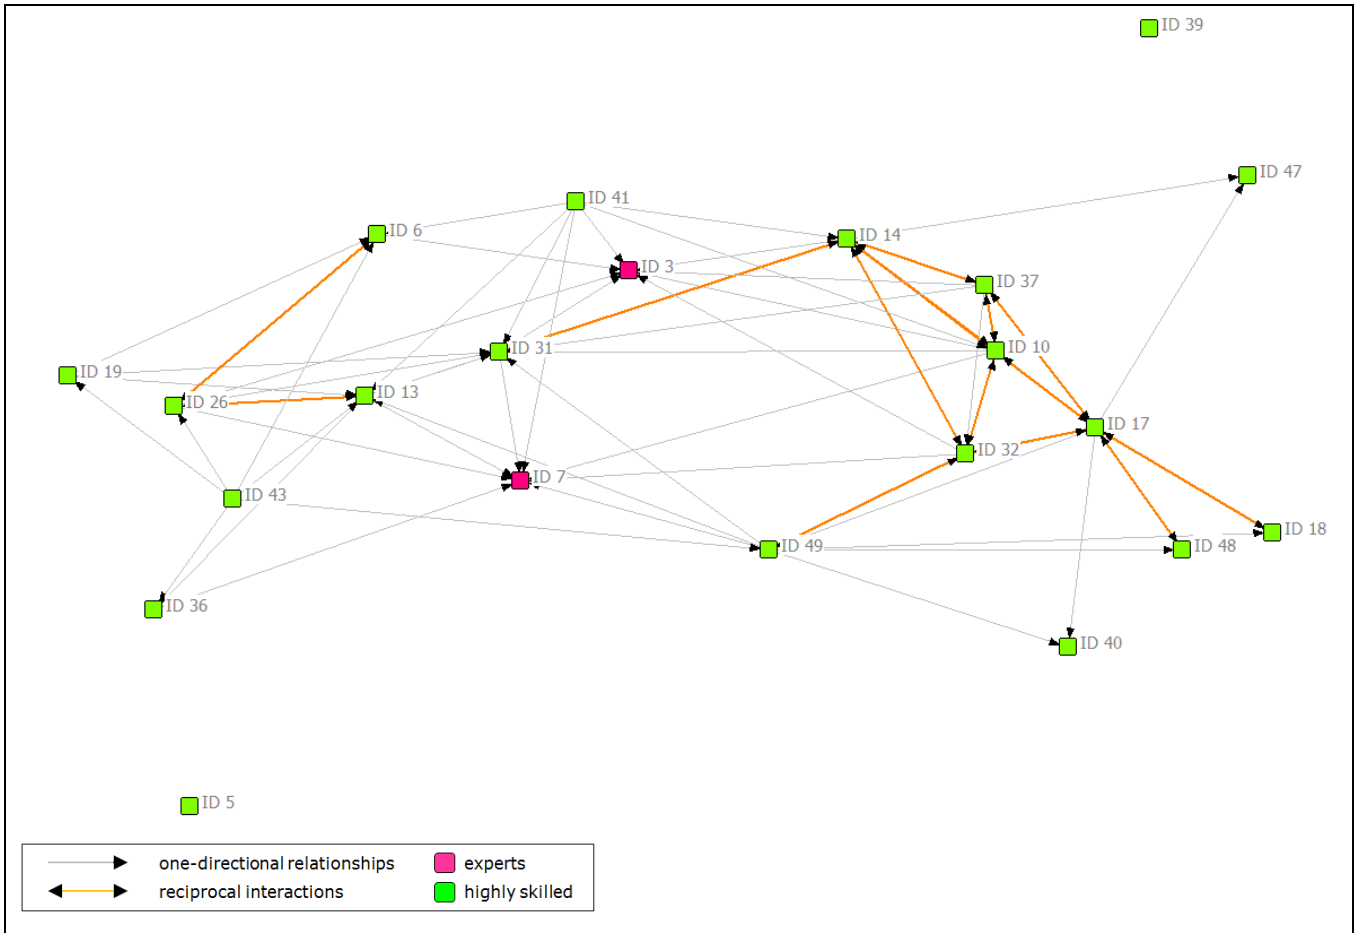 ID 39
ID 47
ID 41
ID 6
ID 14
ID 3
ID 37
ID 31
ID 10
ID 19
ID 13
ID 26
ID 17
ID 32
ID 7
ID 43
ID 18
ID 49
ID 48
ID 36
ID 40
ID 5
one-directional relationships
experts
reciprocal interactions
highly skilled